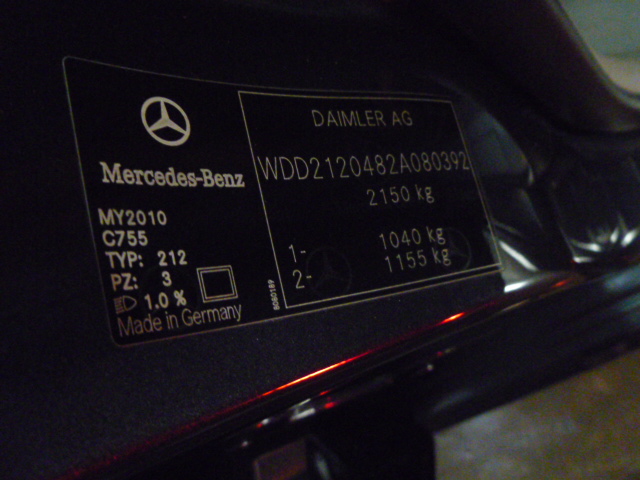 Mercedes-Benz
MY2010
C755
TYP: 212
PZ: 3
1.0 %
Made in Germany
DAIMLER AG
WDD2120482A080392
2150 kg
1- 1040 kg
2- 1155 kg